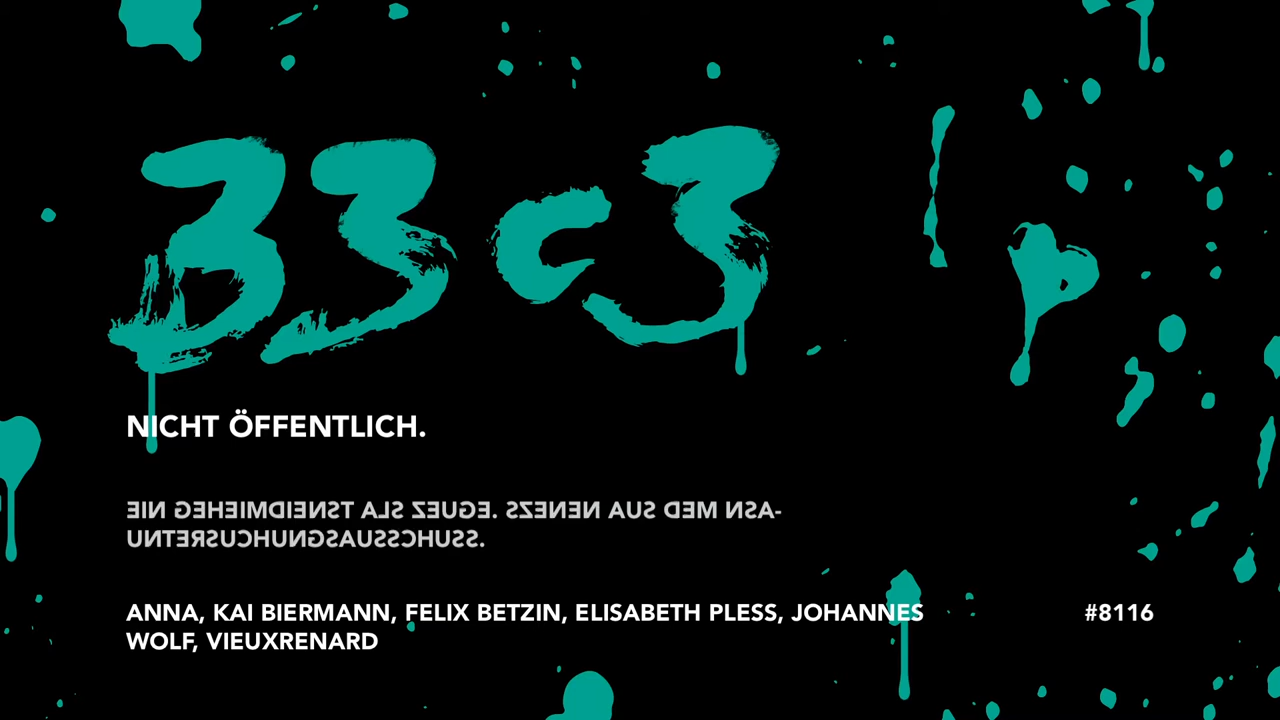 33c3
NICHT ÖFFENTLICH.
EIN GEHEIMDIENST ALS ZEUGE. SZENEN AUS DEM NSA-
UNTERSUCHUNGSAUSSCHUSS.
ANNA, KAI BIERMANN, FELIX BETZIN, ELISABETH PLESS, JOHANNES
WOLF, VIEUXRENARD
#8116